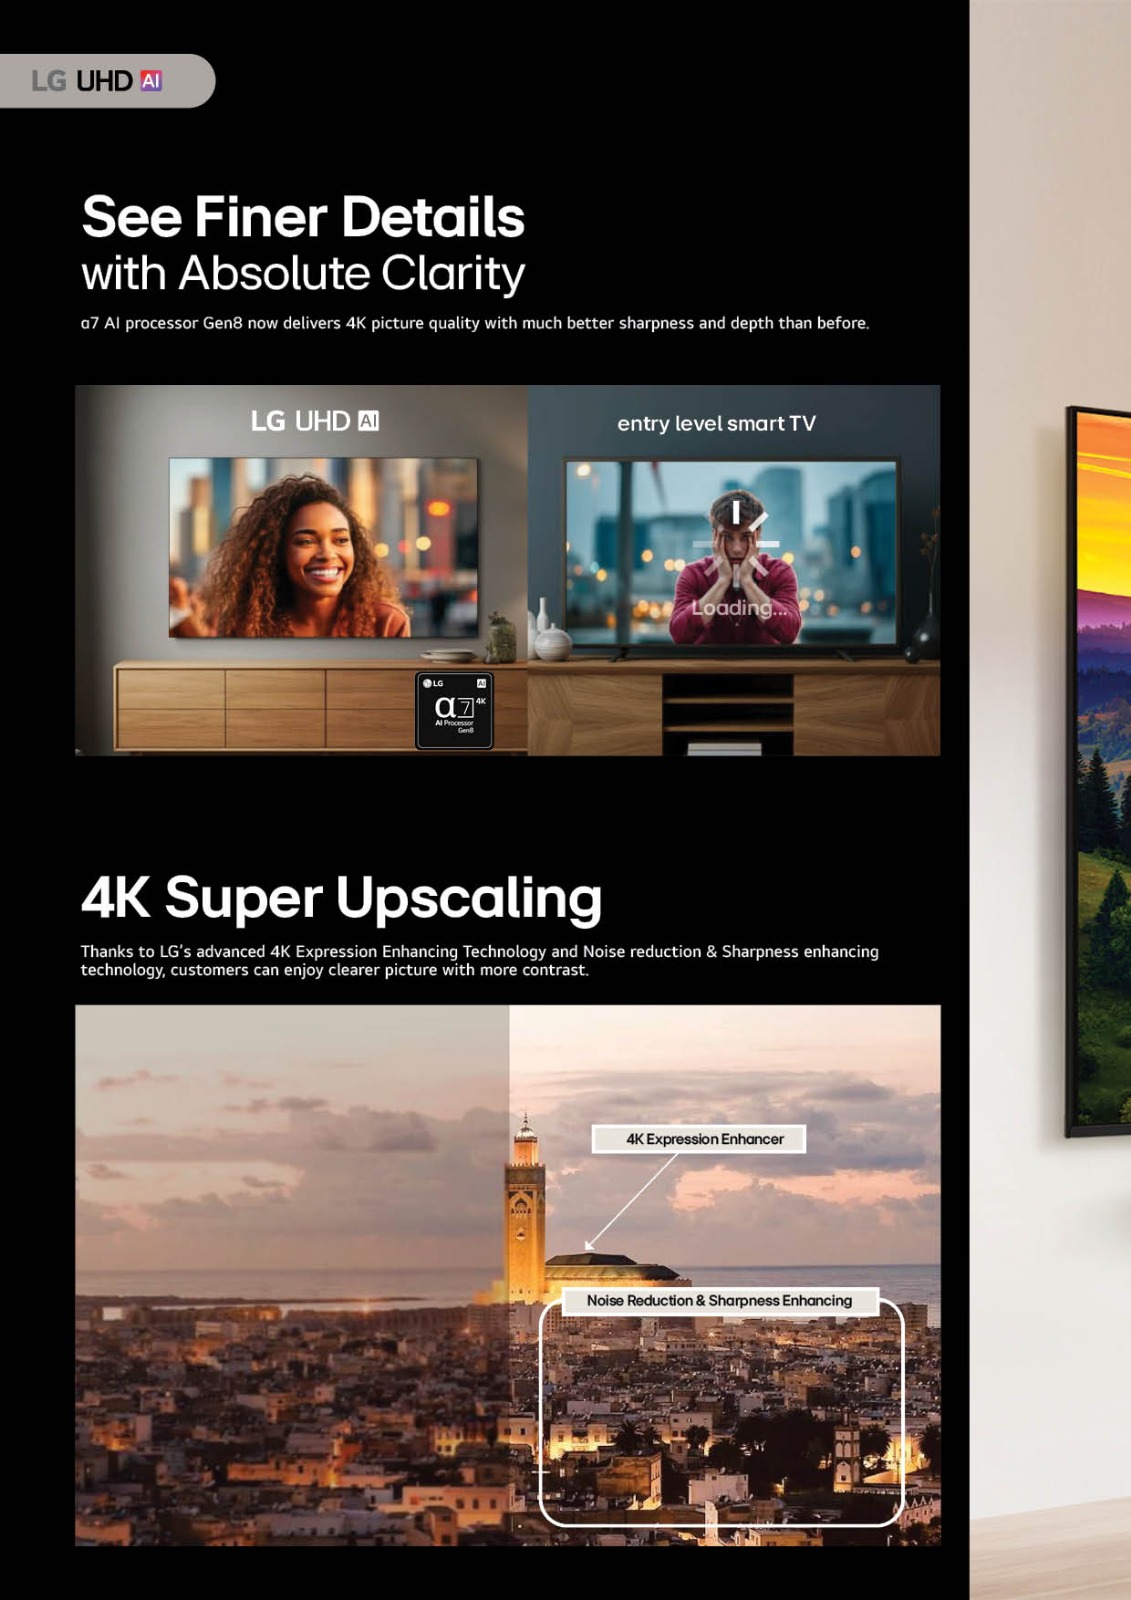 LG UHD AI
See Finer Details
with Absolute Clarity
α7 AI processor Gen8 now delivers 4K picture quality with much better sharpness and depth than before.
LG UHD AI
entry level smart TV
Loading...
LG AI
α7 4K
AI Processor
Gen8
4K Super Upscaling
Thanks to LG's advanced 4K Expression Enhancing Technology and Noise reduction & Sharpness enhancing
technology, customers can enjoy clearer picture with more contrast.
4K Expression Enhancer
Noise Reduction & Sharpness Enhancing